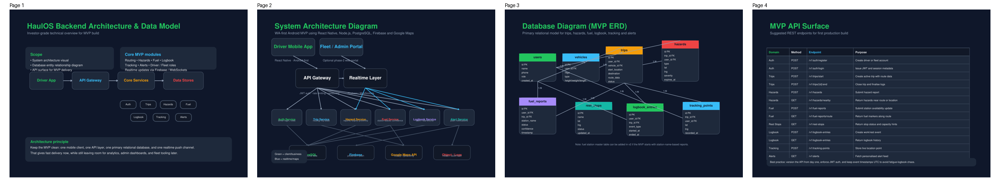 Page 1
HaulOS Backend Architecture & Data Model
Investor-grade technical overview for MVP build
Scope
• System architecture visual
• Database entity relationship diagram
• API surface for MVP delivery
Core MVP modules
Routing • Hazards • Fuel • Logbook
Tracking • Alerts • Driver / Fleet roles
Realtime updates via Firebase / WebSockets
Driver App
API Gateway
Core Services
Data Stores
Auth
Trips
Hazards
Fuel
Logbook
Tracking
Alerts
Architecture principle
Keep the MVP clean: one mobile client, one API layer, one primary relational database, and one realtime push channel.
That gives fast delivery now, while still leaving room for analytics, admin dashboards, and fleet tooling later.
Page 2
System Architecture Diagram
WA-first Android MVP using React Native, Node.js, PostgreSQL, Firebase and Google Maps
Driver Mobile App
Fleet / Admin Portal
React Native · Android-first
Optional phase-2 web portal
API Gateway
Realtime Layer
JWT auth · rate limiting · versioning
Firebase / WebSockets
Auth Service
Trip Service
Hazard Service
Fuel Service
Logbook Service
Alert Service
Firebase
Google Maps API
Object / Logs
Green = client/business
Blue = realtime/maps
Page 3
Database Diagram (MVP ERD)
Primary relational model for trips, hazards, fuel, logbook, tracking and alerts
users
id PK
name
phone
role
created_at
vehicles
id PK
user_id FK
rego
type
height/weight/length
trips
id PK
user_id FK
vehicle_id FK
start_location
destination
route_data
status
hazards
id PK
trip_id FK
user_id FK
type
lat
lng
severity
expires_at
1:N
1:N
1:N
1:N
1:N
1:N
1:N
1:N
fuel_reports
id PK
user_id FK
trip_id FK
station_name
status
confidence
timestamp
rest_stops
id PK
name
lat
lng
status
updated_at
logbook_entries
id PK
user_id FK
trip_id FK
event_type
started_at
ended_at
tracking_points
id PK
trip_id FK
user_id FK
lat
lng
recorded_at
Note: fuel station master table can be added in v2 if the MVP starts with station-name-based reports.
Page 4
MVP API Surface
Suggested REST endpoints for first production build
Domain Method Endpoint Purpose
Auth POST /v1/auth/register Create driver or fleet account
Auth POST /v1/auth/login Issue JWT and session metadata
Trips POST /v1/trips/start Create active trip with route data
Trips POST /v1/trips/{id}/end Close trip and finalise logs
Hazards POST /v1/hazards Submit hazard report
Hazards GET /v1/hazards/nearby Return hazards near route or location
Fuel POST /v1/fuel-reports Submit station availability update
Fuel GET /v1/fuel-reports/route Return fuel markers along route
Rest Stops GET /v1/rest-stops Return stop status and capacity hints
Logbook POST /v1/logbook-entries Create work/rest event
Logbook GET /v1/logbook-entries Return logbook history
Tracking POST /v1/tracking-points Store live location point
Alerts GET /v1/alerts Fetch personalised alert feed
Best practice: version the API from day one, enforce JWT auth, and keep event timestamps UTC to avoid fatigue-logbook chaos.